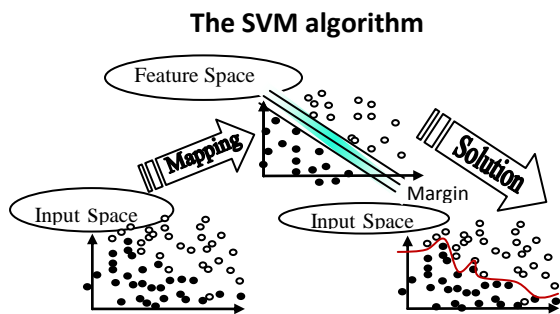 The SVM algorithm
Feature Space
Mapping
Solution
Margin
Input Space
Input Space